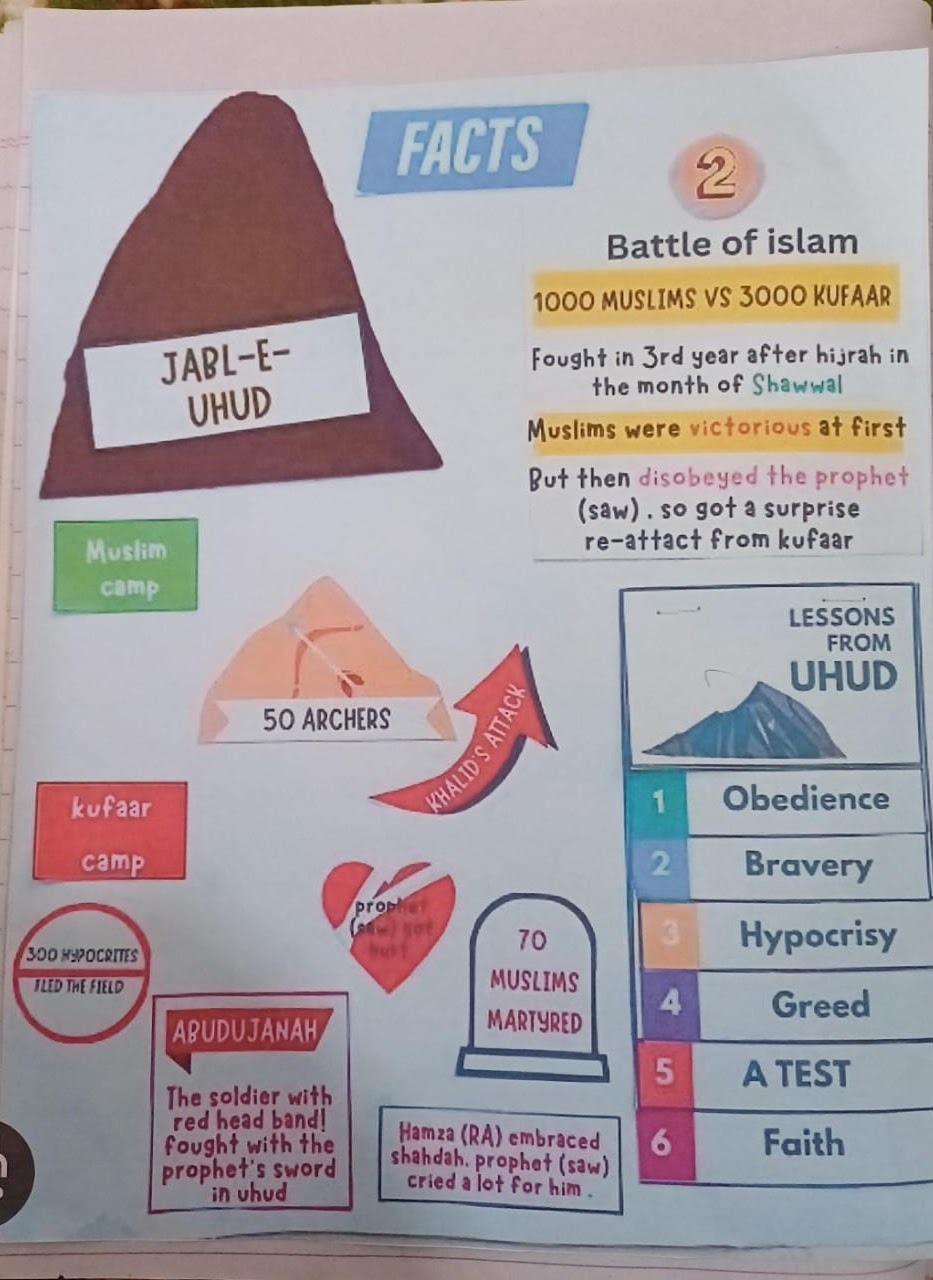 FACTS
2
Battle of islam
1000 MUSLIMS VS 3000 KUFAAR
Fought in 3rd year after hijrah in
the month of Shawwal
Muslims were victorious at first
But then disobeyed the prophet
(saw) . so got a surprise
re-attact from kufaar
JABL-E-
UHUD
Muslim
camp
50 ARCHERS
KHALID'S ATTACK
kufaar
camp
300 HYPOCRITES
FLED THE FIELD
prophet
(saw) got
hurt
70
MUSLIMS
MARTYRED
ABUDUJANAH
The soldier with
red head band!
fought with the
prophet's sword
in uhud
Hamza (RA) embraced
shahdah. prophet (saw)
cried a lot for him .
LESSONS
FROM
UHUD
1 Obedience
2 Bravery
3 Hypocrisy
4 Greed
5 A TEST
6 Faith